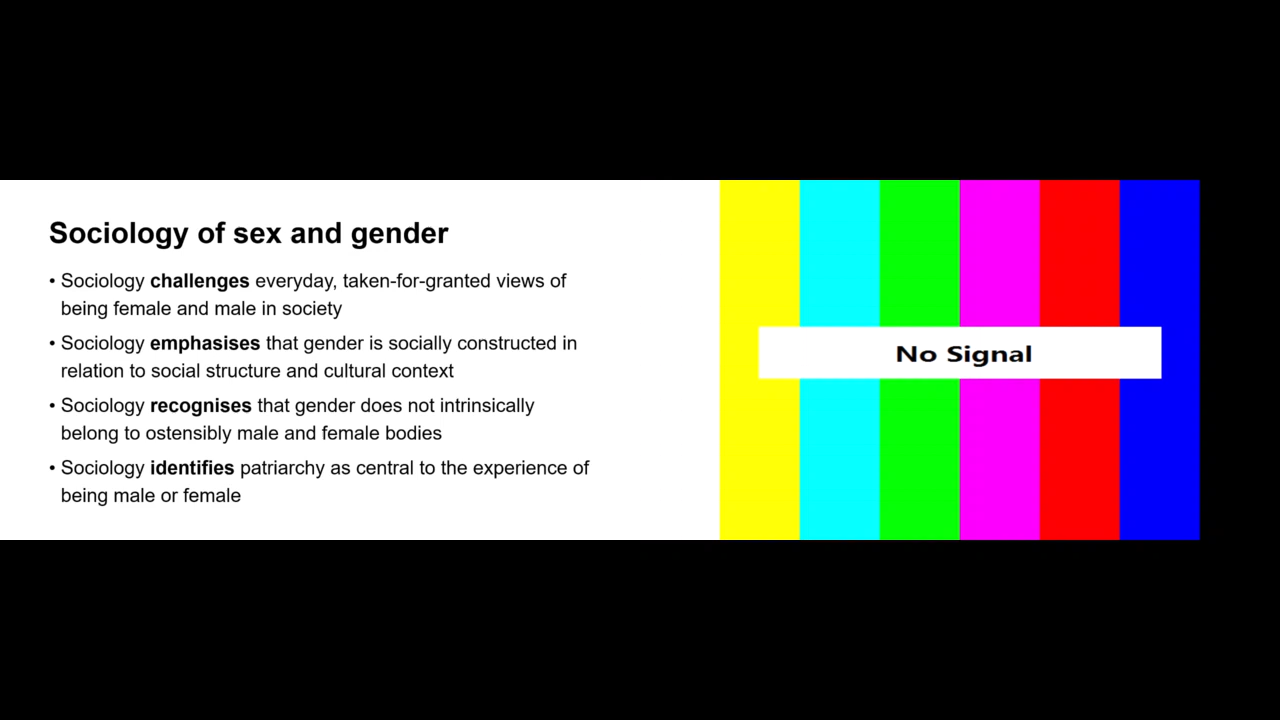 Sociology of sex and gender
• Sociology challenges everyday, taken-for-granted views of
being female and male in society
• Sociology emphasises that gender is socially constructed in
relation to social structure and cultural context
• Sociology recognises that gender does not intrinsically
belong to ostensibly male and female bodies
• Sociology identifies patriarchy as central to the experience of
being male or female
No Signal